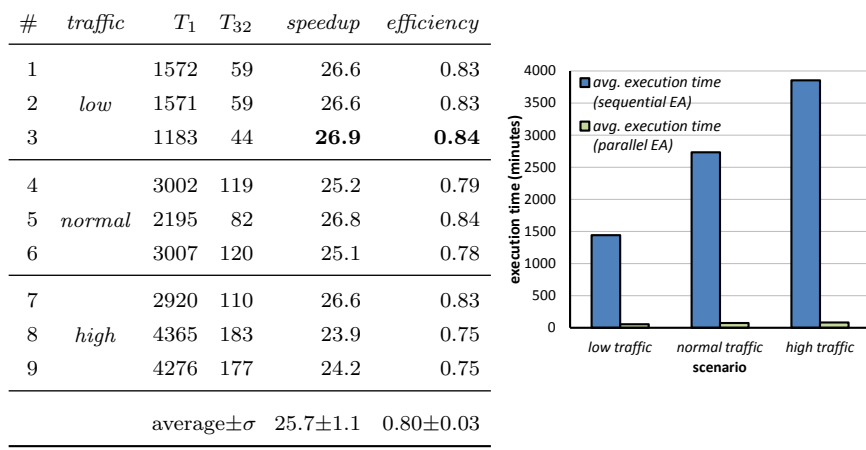 # traffic T1 T32 speedup efficiency
1 1572 59 26.6 0.83
2 low 1571 59 26.6 0.83
3 1183 44 26.9 0.84
4 3002 119 25.2 0.79
5 normal 2195 82 26.8 0.84
6 3007 120 25.1 0.78
7 2920 110 26.6 0.83
8 high 4365 183 23.9 0.75
9 4276 177 24.2 0.75
average±σ 25.7±1.1 0.80±0.03
execution time (minutes)
4000
3500
3000
2500
2000
1500
1000
500
0
avg. execution time
(sequential EA)
avg. execution time
(parallel EA)
low traffic normal traffic high traffic
scenario